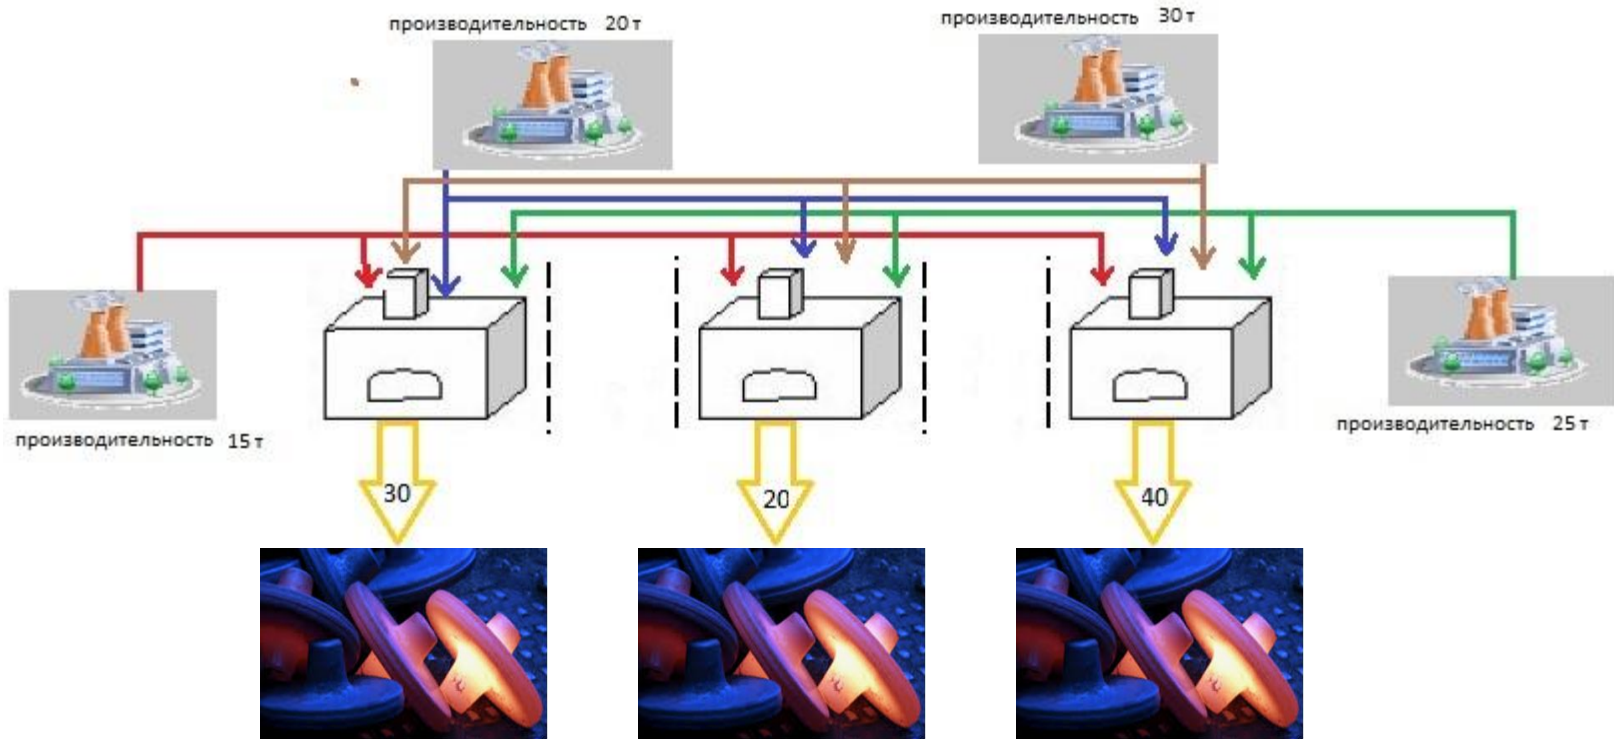 производительность 20 т
производительность 30 т
производительность 15 т
производительность 25 т
30
20
40